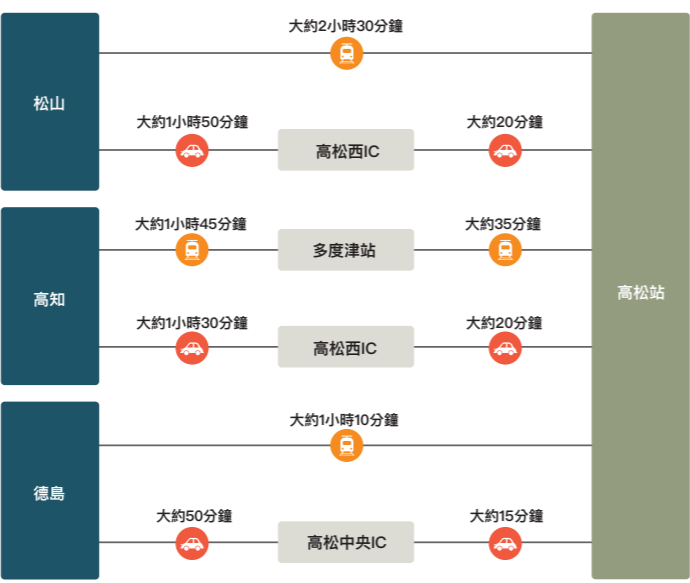 大約2小時30分鐘
松山
大約1小時50分鐘
高松西IC
大約20分鐘
大約1小時45分鐘
多度津站
大約35分鐘
高知
大約1小時30分鐘
高松西IC
大約20分鐘
高松站
大約1小時10分鐘
德島
大約50分鐘
高松中央IC
大約15分鐘